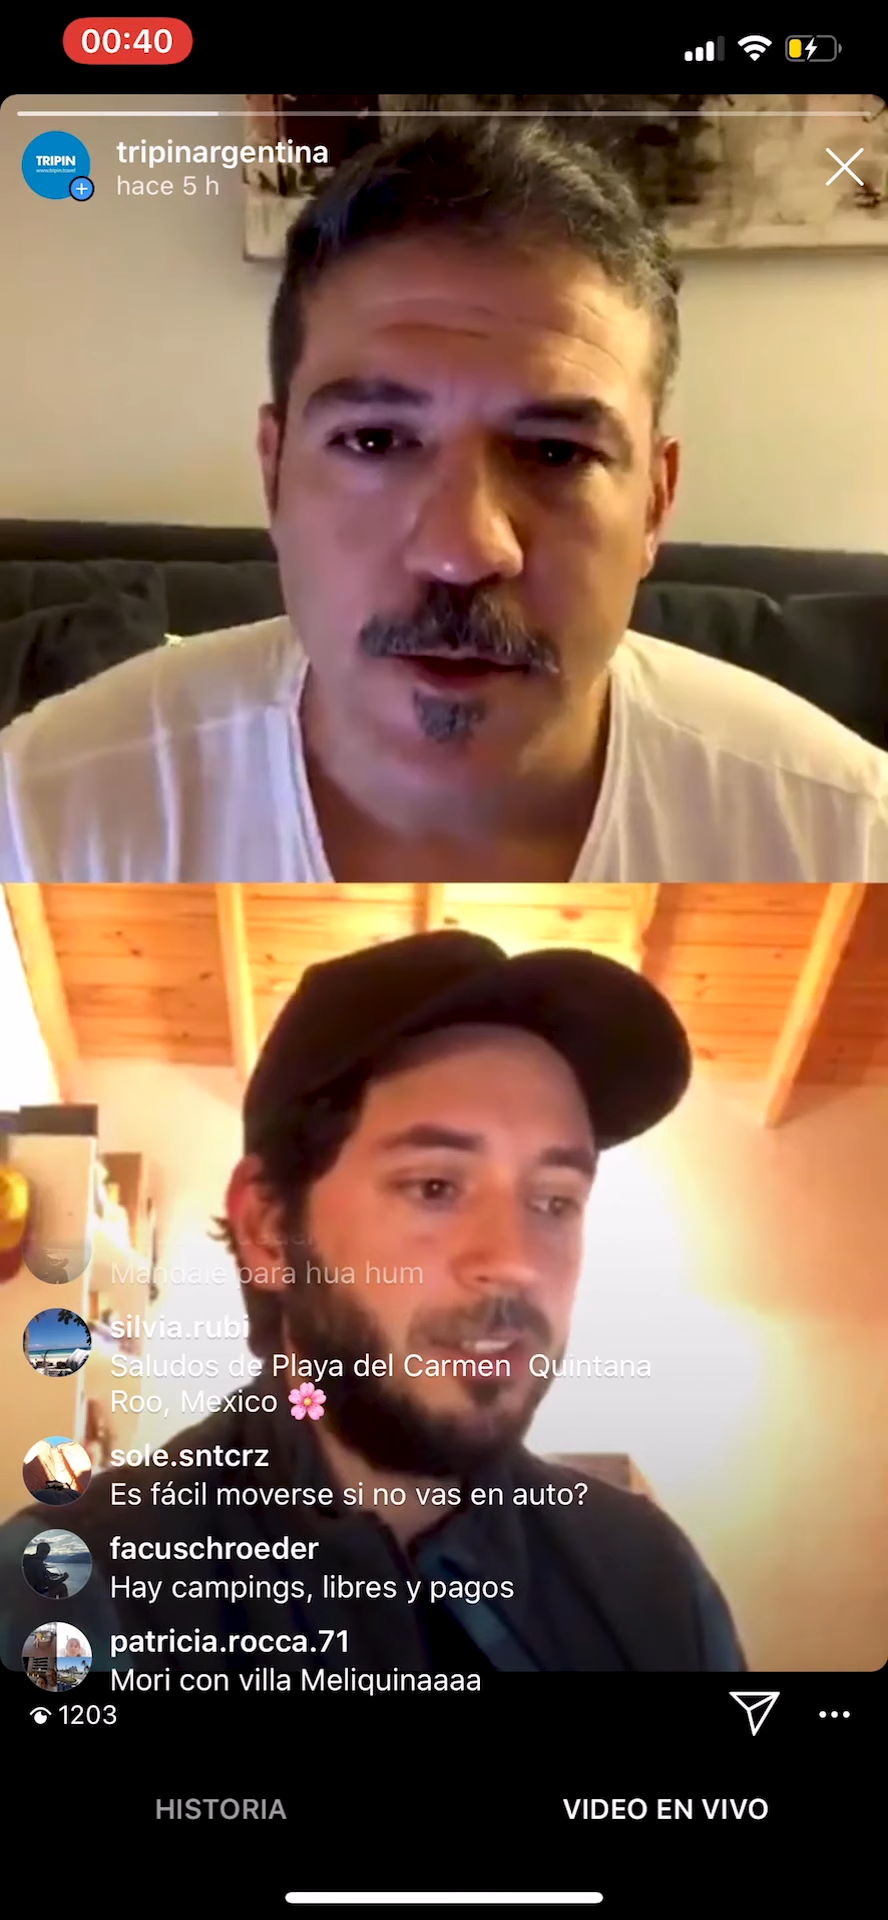 00:40
TRIPIN
tripinargentina
hace 5 h
Mandale para hua hum
silvia.rubi
Saludos de Playa del Carmen Quintana
Roo, Mexico 🌸
sole.sntcrz
Es fácil moverse si no vas en auto?
facuschroeder
Hay campings, libres y pagos
patricia.rocca.71
Mori con villa Meliquinaaaa
1203
HISTORIA
VIDEO EN VIVO